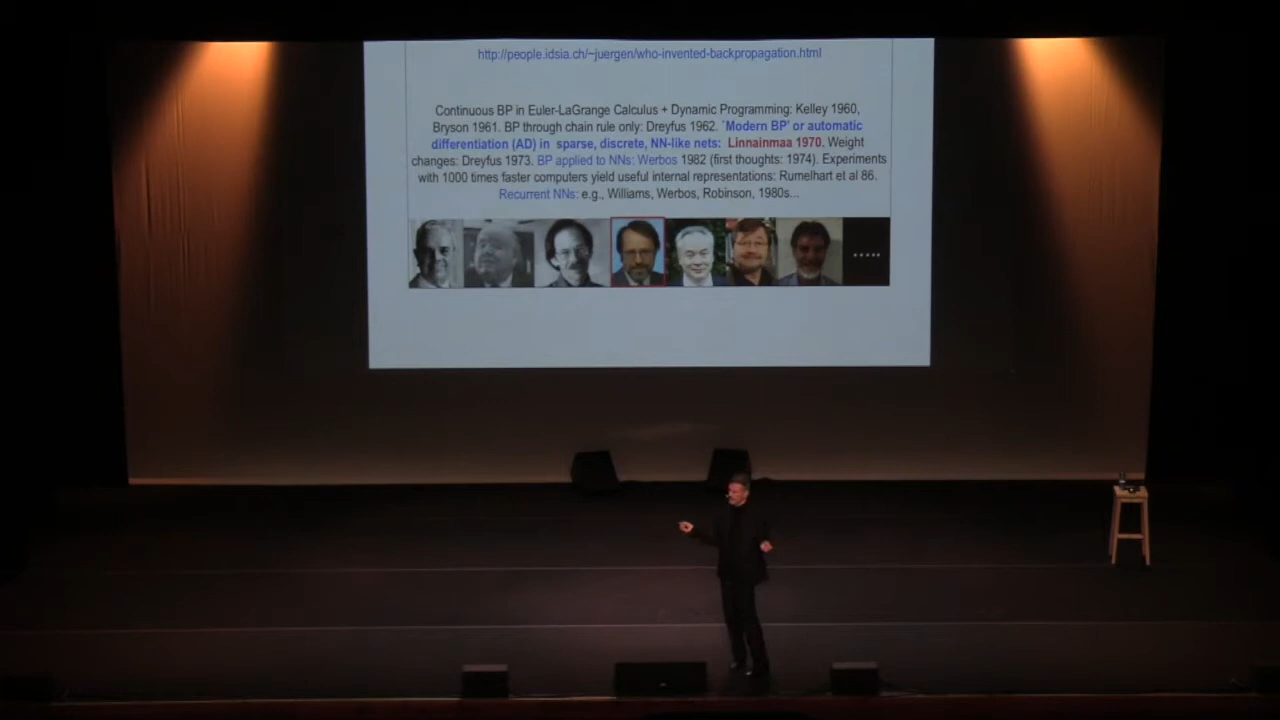 http://people.idsia.ch/~juergen/who-invented-backpropagation.html
Continuous BP in Euler-LaGrange Calculus + Dynamic Programming: Kelley 1960,
Bryson 1961. BP through chain rule only: Dreyfus 1962. `Modern BP' or automatic
differentiation (AD) in sparse, discrete, NN-like nets: Linnainmaa 1970. Weight
changes: Dreyfus 1973. BP applied to NNs: Werbos 1982 (first thoughts: 1974). Experiments
with 1000 times faster computers yield useful internal representations: Rumelhart et al 86.
Recurrent NNs: e.g., Williams, Werbos, Robinson, 1980s...
.....